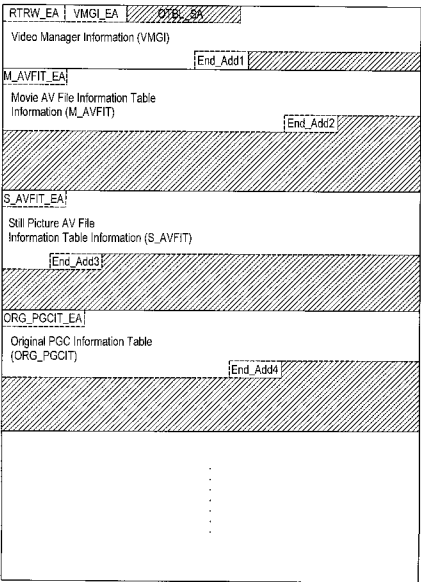 RTRW_EA VMGI_EA OTBL_SA
Video Manager Information (VMGI)
End_Add1
M_AVFIT_EA
Movie AV File Information Table
Information (M_AVFIT)
End_Add2
S_AVFIT_EA
Still Picture AV File
Information Table Information (S_AVFIT)
End_Add3
ORG_PGCIT_EA
Original PGC Information Table
(ORG_PGCIT)
End_Add4